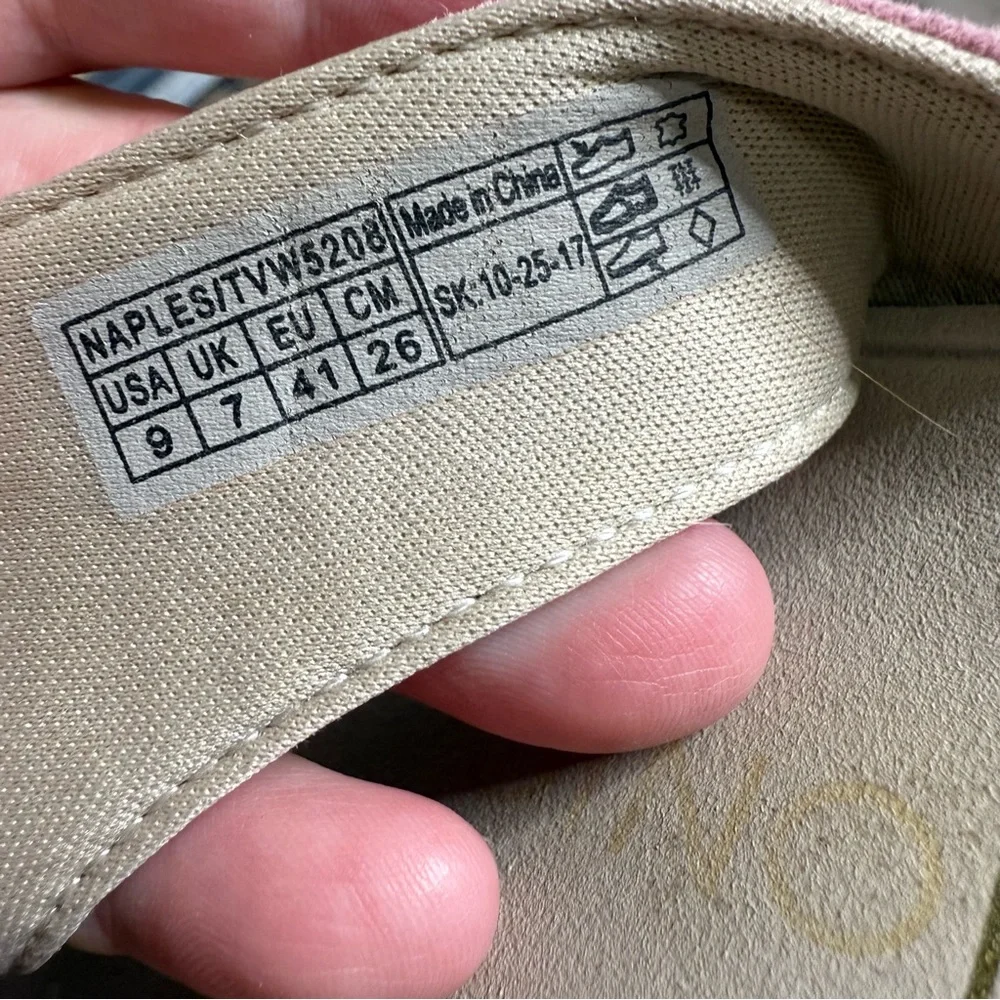 NAPLES/TVW5208
USA UK EU CM
9 7 41 26
Made in China
SK:10-25-17